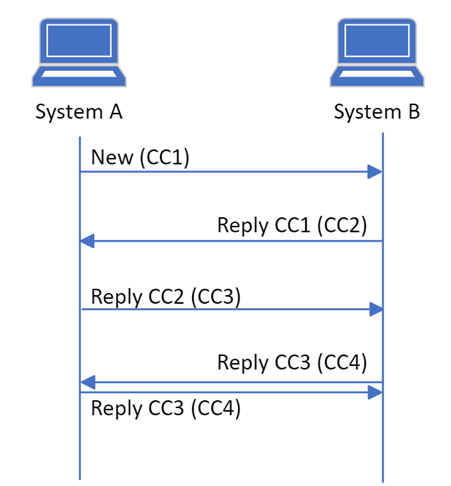 System A
System B
New (CC1)
Reply CC1 (CC2)
Reply CC2 (CC3)
Reply CC3 (CC4)
Reply CC3 (CC4)